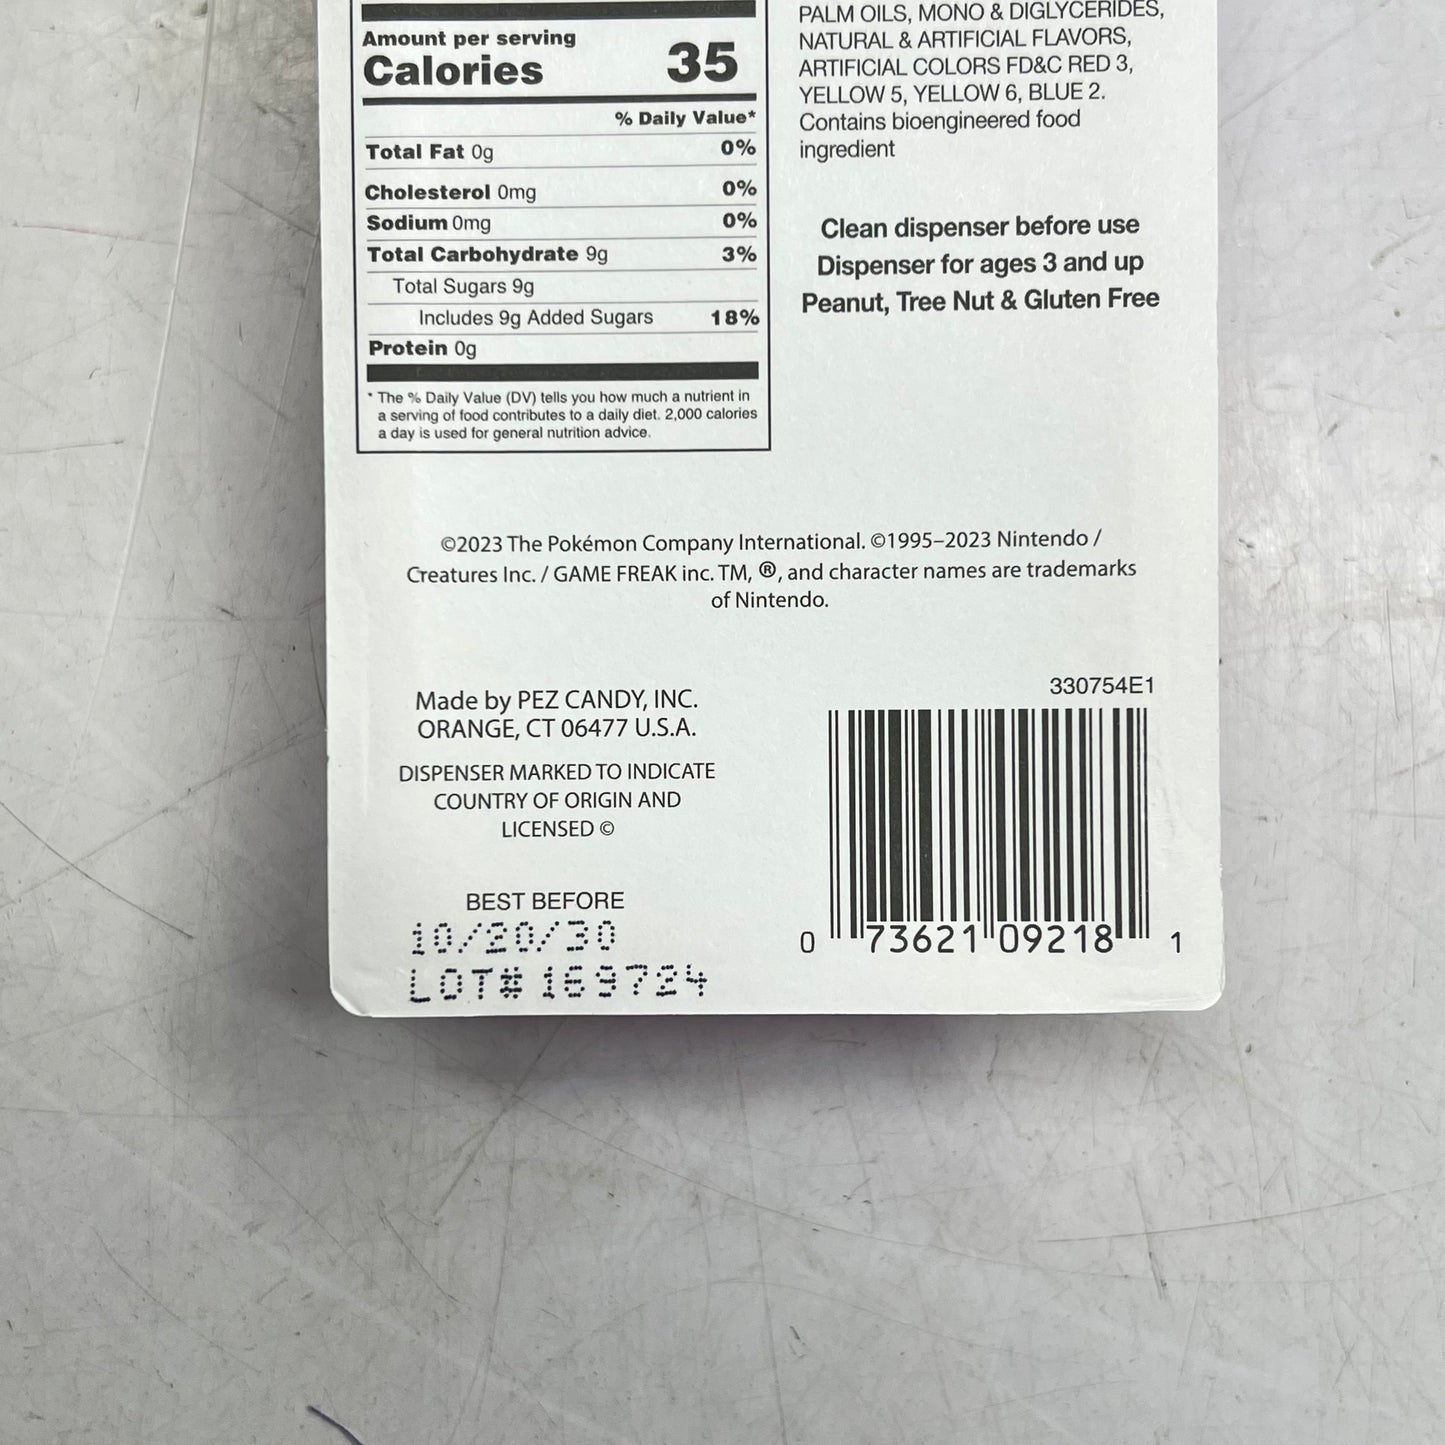 Amount per serving
Calories 35
% Daily Value*
Total Fat 0g 0%
Cholesterol 0mg 0%
Sodium 0mg 0%
Total Carbohydrate 9g 3%
Total Sugars 9g
Includes 9g Added Sugars 18%
Protein 0g
* The % Daily Value (DV) tells you how much a nutrient in
a serving of food contributes to a daily diet. 2,000 calories
a day is used for general nutrition advice.
PALM OILS, MONO & DIGLYCERIDES,
NATURAL & ARTIFICIAL FLAVORS,
ARTIFICIAL COLORS FD&C RED 3,
YELLOW 5, YELLOW 6, BLUE 2.
Contains bioengineered food
ingredient
Clean dispenser before use
Dispenser for ages 3 and up
Peanut, Tree Nut & Gluten Free
©2023 The Pokémon Company International. ©1995–2023 Nintendo /
Creatures Inc. / GAME FREAK inc. TM, ®, and character names are trademarks
of Nintendo.
Made by PEZ CANDY, INC.
ORANGE, CT 06477 U.S.A.
DISPENSER MARKED TO INDICATE
COUNTRY OF ORIGIN AND
LICENSED ©
BEST BEFORE
10/20/30
LOT# 169724
330754E1
0 73621 09218 1